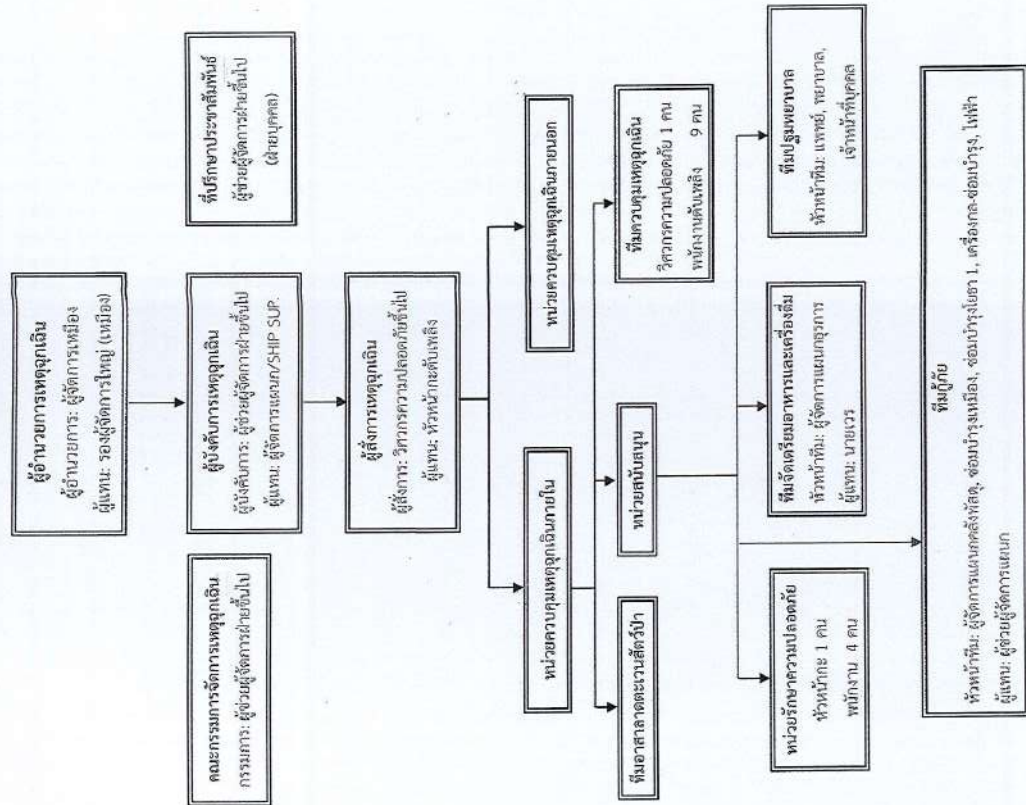 ผู้อำนวยการเหตุฉุกเฉิน
ผู้อำนวยการ: ผู้จัดการเหมือง
ผู้แทน: รองผู้จัดการใหญ่ (เหมือง)
คณะกรรมการจัดการเหตุฉุกเฉิน
กรรมการ: ผู้ช่วยผู้จัดการฝ่ายขึ้นไป
ผู้บังคับการเหตุฉุกเฉิน
ผู้บังคับการ: ผู้ช่วยผู้จัดการฝ่ายขึ้นไป
ผู้แทน: ผู้จัดการแผนก/SHIP SUP.
ที่ปรึกษาประชาสัมพันธ์
ผู้ช่วยผู้จัดการฝ่ายขึ้นไป
(ฝ่ายบุคคล)
ผู้สั่งการเหตุฉุกเฉิน
ผู้สั่งการ: วิศวกรความปลอดภัยขึ้นไป
ผู้แทน: หัวหน้ากะดับเพลิง
หน่วยควบคุมเหตุฉุกเฉินภายใน
หน่วยควบคุมเหตุฉุกเฉินภายนอก
ทีมอาสาลาดตะเวนสัตว์ป่า
หน่วยสนับสนุน
ทีมควบคุมเหตุฉุกเฉิน
วิศวกรความปลอดภัย 1 คน
พนักงานดับเพลิง 9 คน
หน่วยรักษาความปลอดภัย
หัวหน้ากะ 1 คน
พนักงาน 4 คน
ทีมจัดเตรียมอาหารและเครื่องดื่ม
หัวหน้าทีม: ผู้จัดการแผนกธุรการ
ผู้แทน: นายเวร
ทีมปฐมพยาบาล
หัวหน้าทีม: แพทย์, พยาบาล,
เจ้าหน้าที่บุคคล
ทีมกู้ภัย
หัวหน้าทีม: ผู้จัดการแผนกคลังพัสดุ, ซ่อมบำรุงเหมือง, ซ่อมบำรุงโยธา 1, เครื่องกล-ซ่อมบำรุง, ไฟฟ้า
ผู้แทน: ผู้ช่วยผู้จัดการแผนก